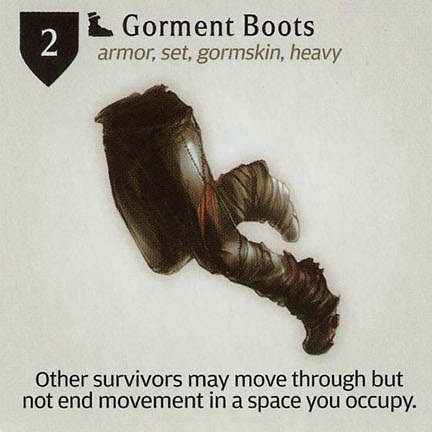 2
Gorment Boots
armor, set, gormskin, heavy
Other survivors may move through but
not end movement in a space you occupy.